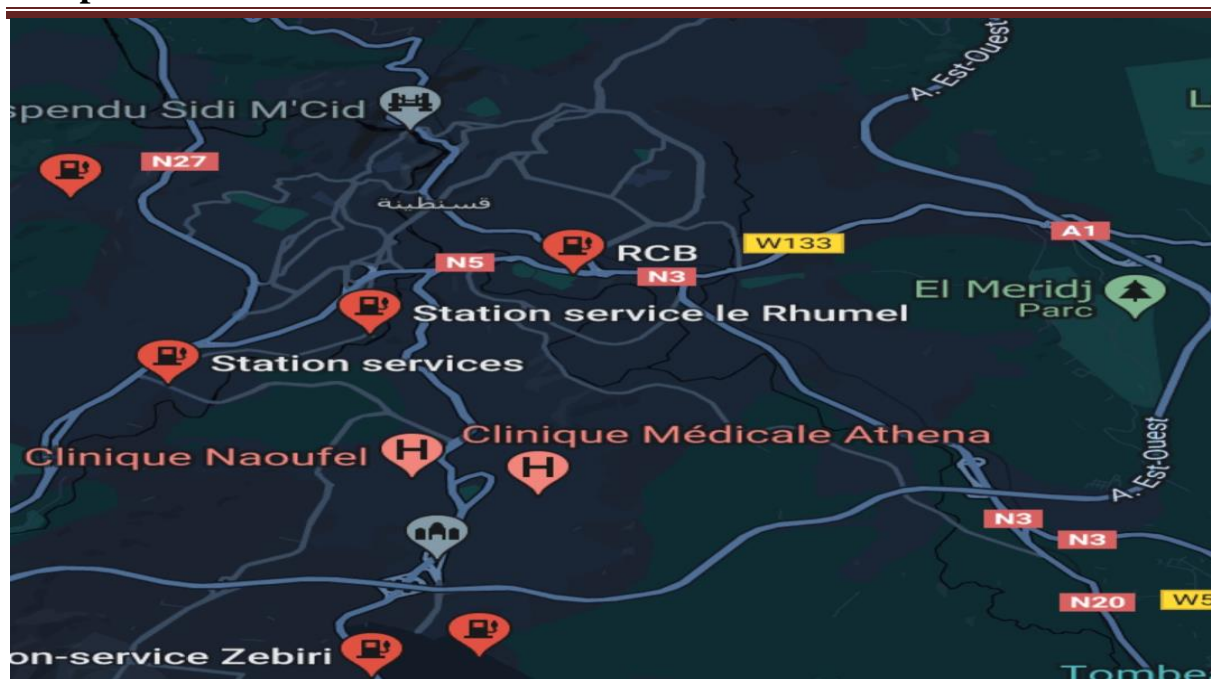 A. Est-Ouest
L
spendu Sidi M'Cid
N27
قسنطينة
A1
W133
RCB
N5
N3
El Meridj
Parc
Station service le Rhumel
Station services
Clinique Médicale Athena
Clinique Naoufel
A. Est-Ouest
N3
N3
N20
W5
on-service Zebiri
Tombe